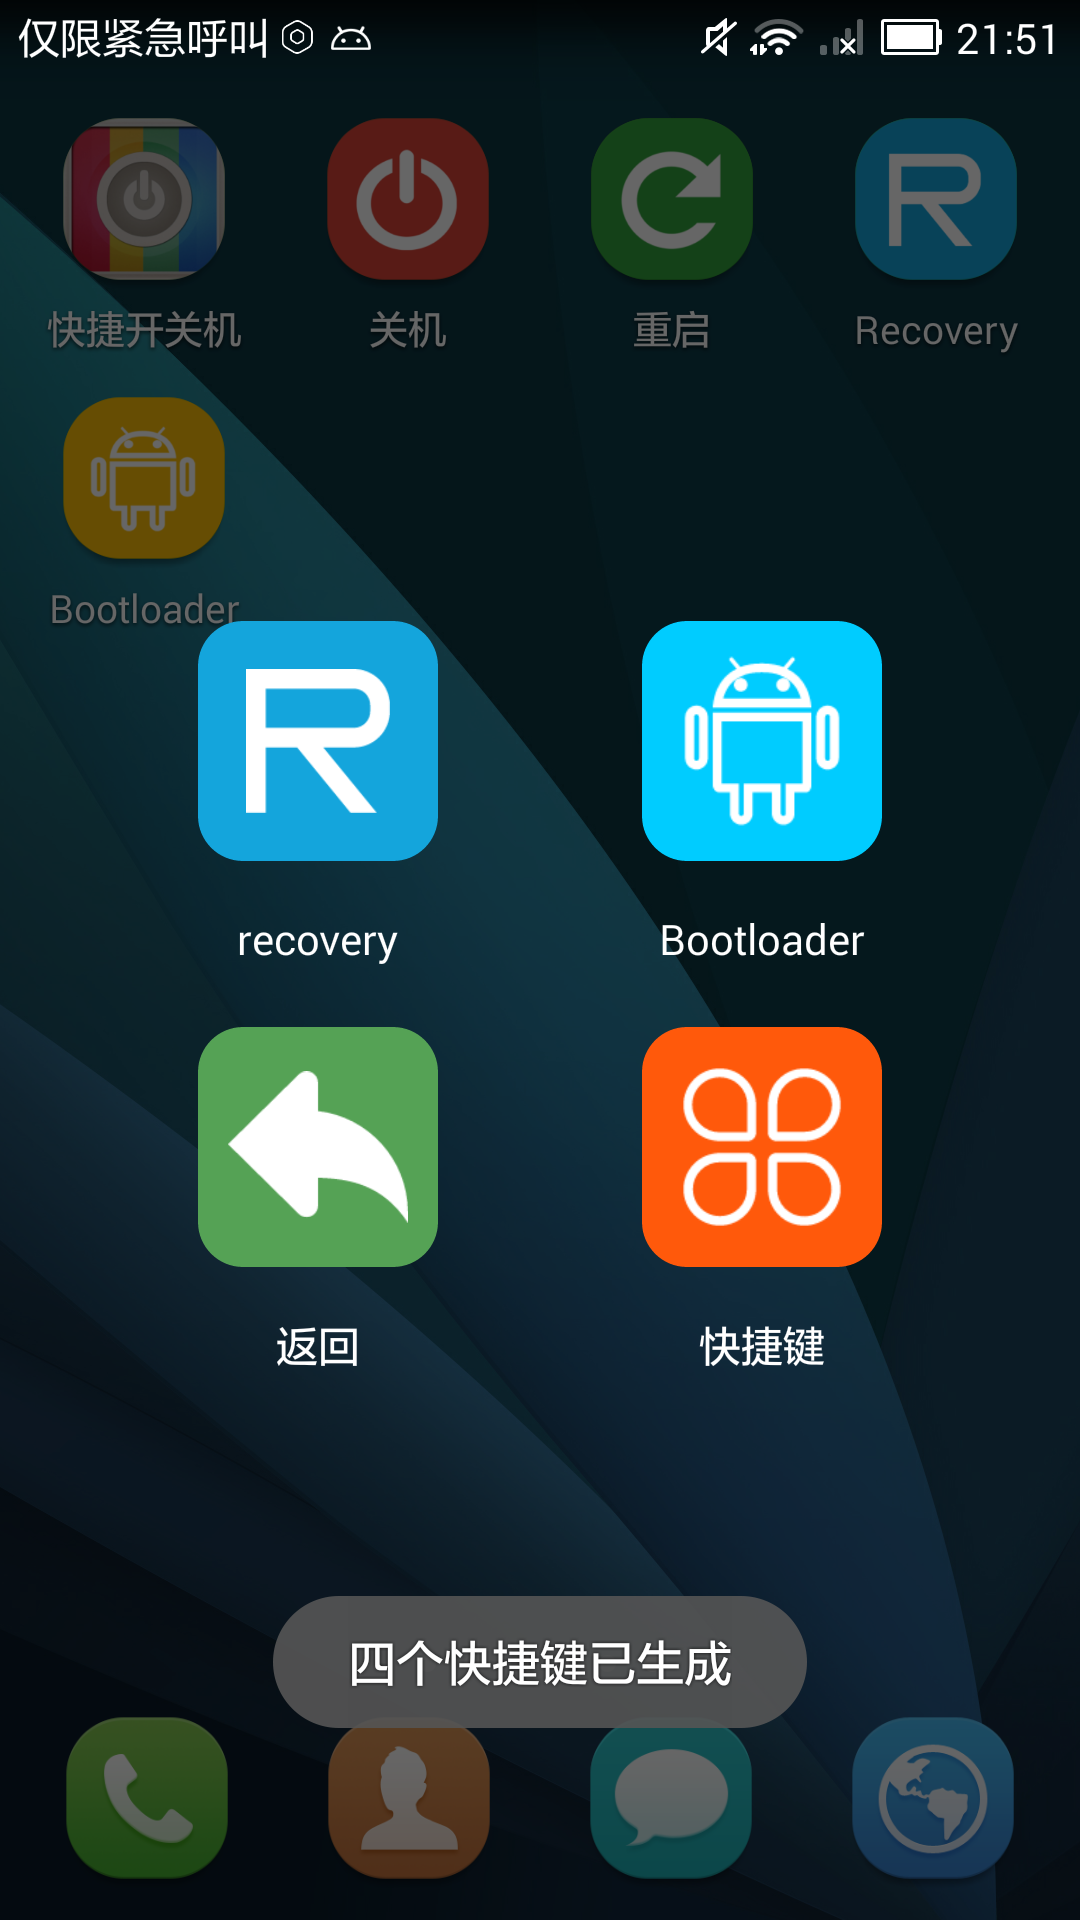 仅限紧急呼叫 21:51
快捷开关机 关机 重启 Recovery
Bootloader
recovery Bootloader
返回 快捷键
四个快捷键已生成